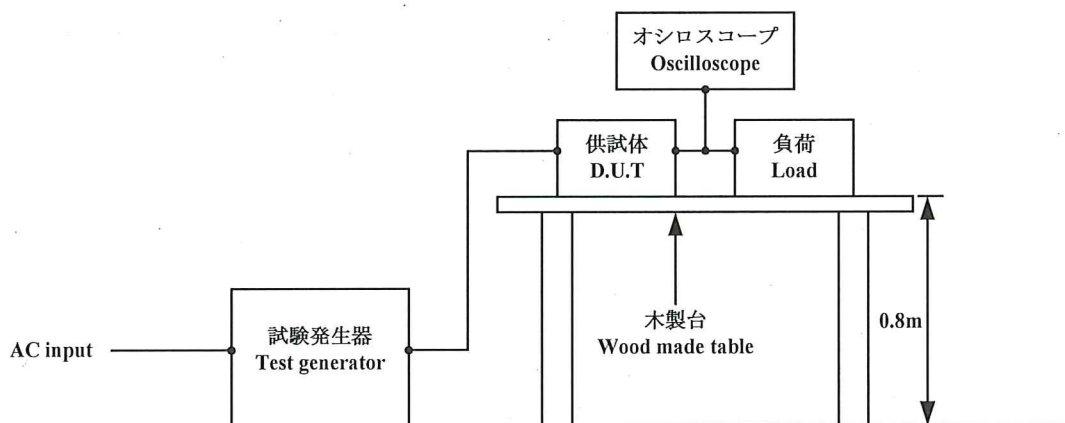 オシロスコープ
Oscilloscope
供試体
D.U.T
負荷
Load
試験発生器
Test generator
AC input
木製台
Wood made table
0.8m